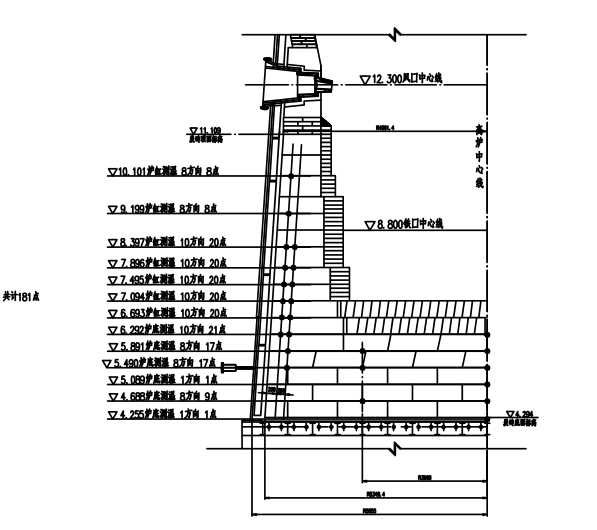 12.300风口中心线
11.109
高炉中心线
10.101炉缸测温 8方向 8点
9.199炉缸测温 8方向 8点
8.800铁口中心线
8.397炉缸测温 10方向 20点
7.896炉缸测温 10方向 20点
7.495炉缸测温 10方向 20点
7.094炉缸测温 10方向 20点
共计181点
6.693炉缸测温 10方向 20点
6.292炉底测温 10方向 21点
5.891炉底测温 8方向 17点
5.490炉底测温 8方向 17点
5.089炉底测温 1方向 1点
4.688炉底测温 8方向 9点
4.255炉底测温 1方向 1点
4.294